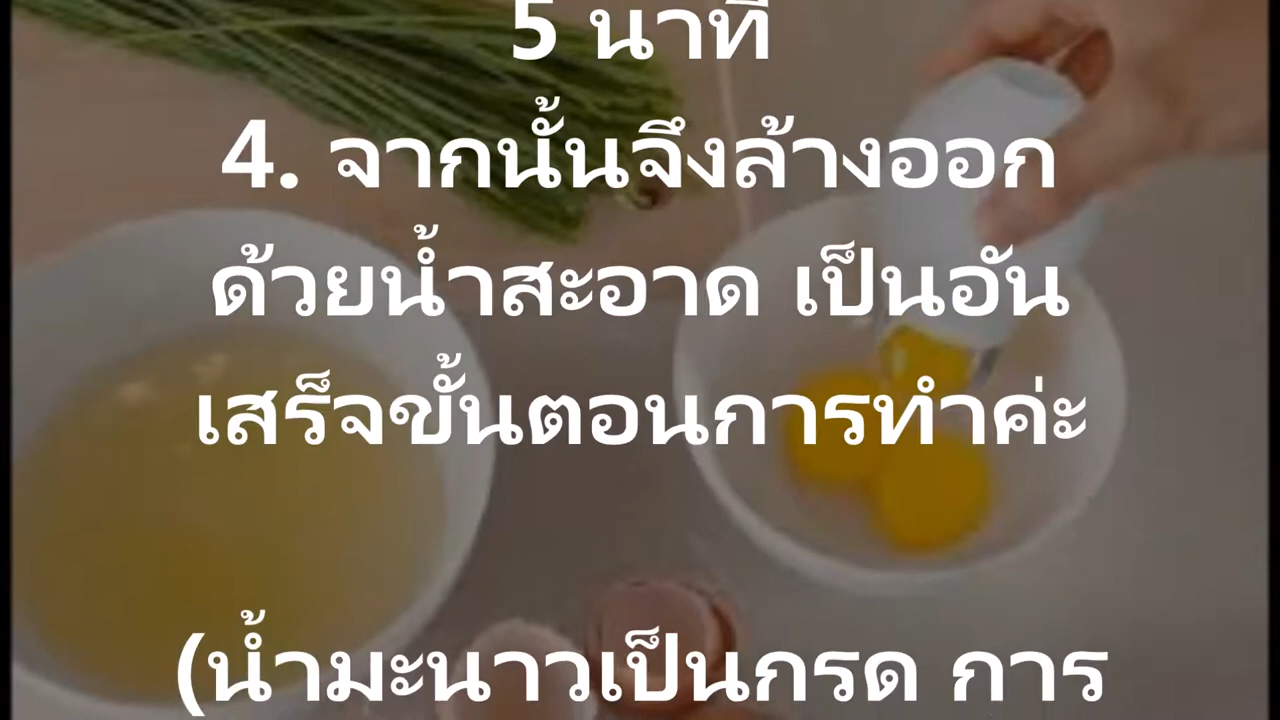 5 นาที
4. จากนั้นจึงล้างออก
ด้วยน้ำสะอาด เป็นอัน
เสร็จขั้นตอนการทำค่ะ
(น้ำมะนาวเป็นกรด การ